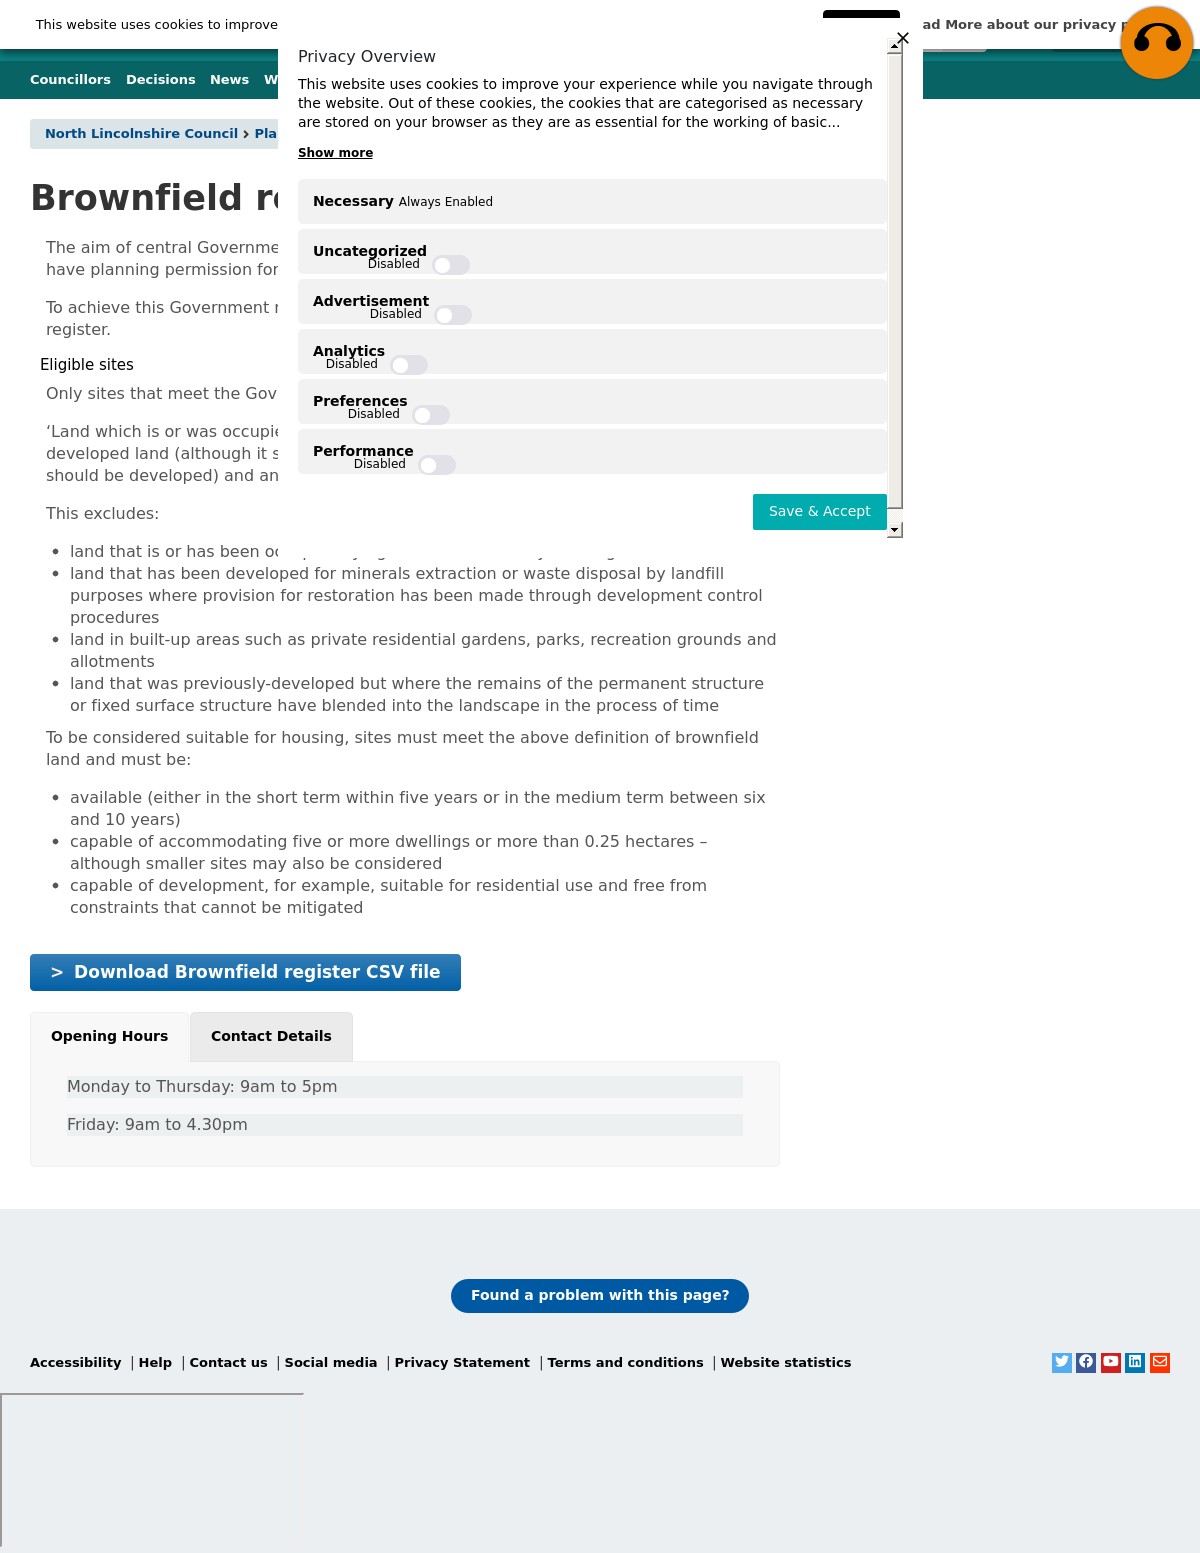 This website uses cookies to improve
ad More about our privacy
Councillors Decisions News
North Lincolnshire Council
Privacy Overview
This website uses cookies to improve your experience while you navigate through
the website. Out of these cookies, the cookies that are categorised as necessary
are stored on your browser as they are as essential for the working of basic...
Show more
Necessary Always Enabled
Uncategorized
Disabled
Advertisement
Disabled
Analytics
Disabled
Preferences
Disabled
Performance
Disabled
Save & Accept
Brownfield
The aim of central Governme
have planning permission for
To achieve this Government
register.
Eligible sites
Only sites that meet the Gov
‘Land which is or was occupie
developed land (although it s
should be developed) and an
This excludes:
land that is or has been
land that has been developed for minerals extraction or waste disposal by landfill
purposes where provision for restoration has been made through development control
procedures
land in built-up areas such as private residential gardens, parks, recreation grounds and
allotments
land that was previously-developed but where the remains of the permanent structure
or fixed surface structure have blended into the landscape in the process of time
To be considered suitable for housing, sites must meet the above definition of brownfield
land and must be:
available (either in the short term within five years or in the medium term between six
and 10 years)
capable of accommodating five or more dwellings or more than 0.25 hectares –
although smaller sites may also be considered
capable of development, for example, suitable for residential use and free from
constraints that cannot be mitigated
> Download Brownfield register CSV file
Opening Hours Contact Details
Monday to Thursday: 9am to 5pm
Friday: 9am to 4.30pm
Found a problem with this page?
Accessibility | Help | Contact us | Social media | Privacy Statement | Terms and conditions | Website statistics